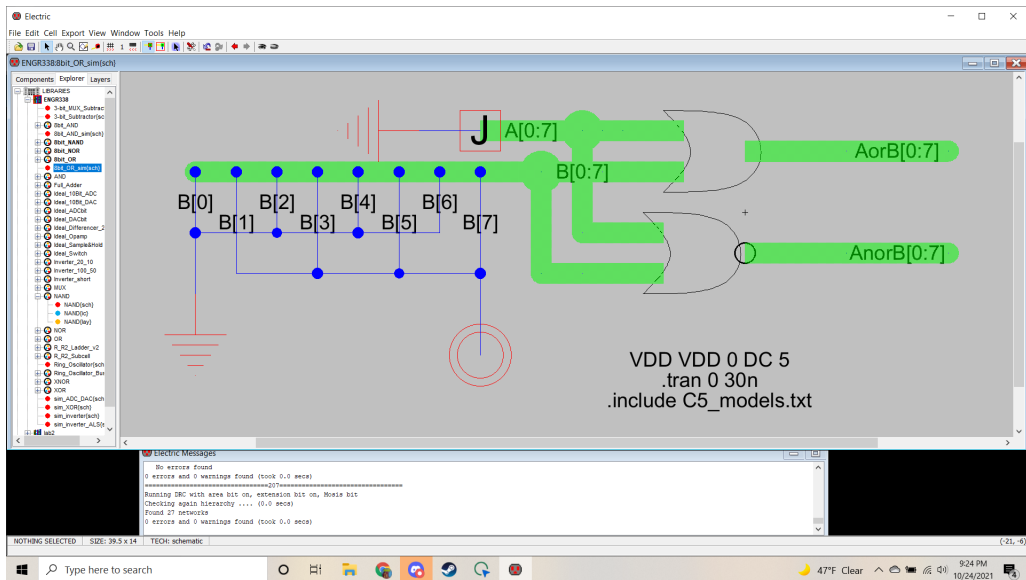 Electric
File Edit Cell Export View Window Tools Help
ENGR338:8bit_OR_sim{sch}
Components Explorer Layers
LIBRARIES
ENGR338
3-bit_MUX_Subtrac
3-bit_Subtractor{sc
8bit_AND
8bit_AND_sim{sch}
8bit_NAND
8bit_NOR
8bit_OR
8bit_OR_sim{sch}
AND
Full_Adder
Ideal_10Bit_ADC
Ideal_10Bit_DAC
Ideal_ADCbit
Ideal_DACbit
Ideal_Differencer_2
Ideal_Opamp
Ideal_Sample&Hold
Ideal_Switch
Inverter_20_10
Inverter_100_50
Inverter_short
MUX
NAND
NAND{sch}
NAND{ic}
NAND{lay}
NOR
OR
R_R2_Ladder_v2
R_R2_Subcell
Ring_Oscillator{sch
Ring_Oscillator_Bus
XNOR
XOR
sim_ADC_DAC{sch}
sim_XOR{sch}
sim_inverter{sch}
sim_inverter_ALS{s
lab2
J
A[0:7]
AorB[0:7]
B[0:7]
B[0] B[2] B[4] B[6]
B[1] B[3] B[5] B[7]
AnorB[0:7]
VDD VDD 0 DC 5
.tran 0 30n
.include C5_models.txt
Electric Messages
No errors found
0 errors and 0 warnings found (took 0.0 secs)
================================207================================
Running DRC with area bit on, extension bit on, Mosis bit
Checking again hierarchy .... (0.0 secs)
Found 27 networks
0 errors and 0 warnings found (took 0.0 secs)
NOTHING SELECTED SIZE: 39.5 x 14 TECH: schematic (-21, -6)
Type here to search
47°F Clear
9:24 PM
10/24/2021
4